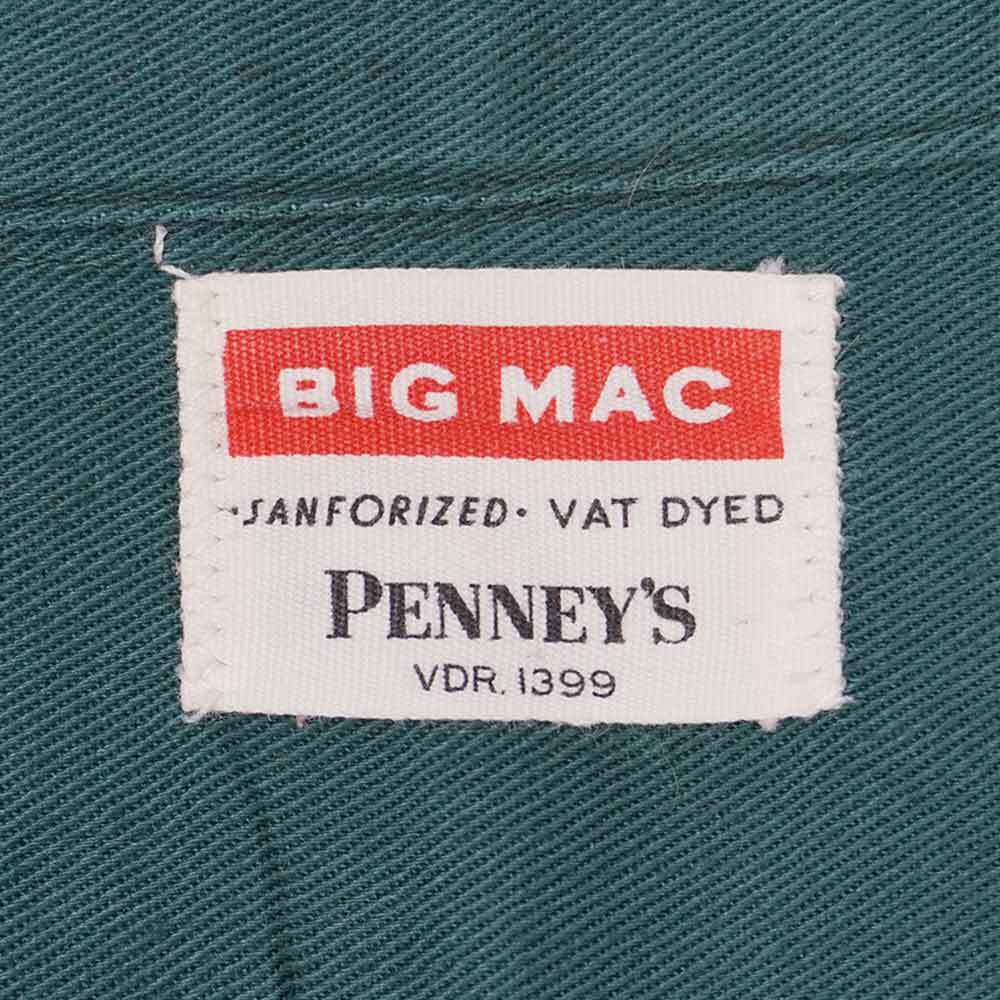 BIG MAC
·SANFORIZED· VAT DYED
PENNEY'S
VDR. 1399